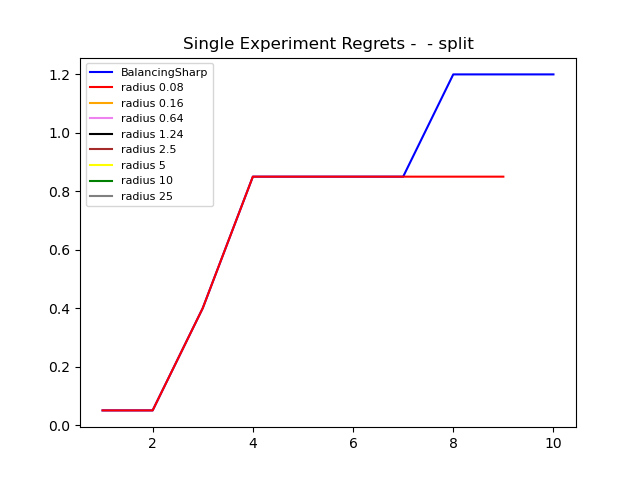 Single Experiment Regrets -  - split
BalancingSharp
radius 0.08
radius 0.16
radius 0.64
radius 1.24
radius 2.5
radius 5
radius 10
radius 25
1.2
1.0
0.8
0.6
0.4
0.2
0.0
2 4 6 8 10